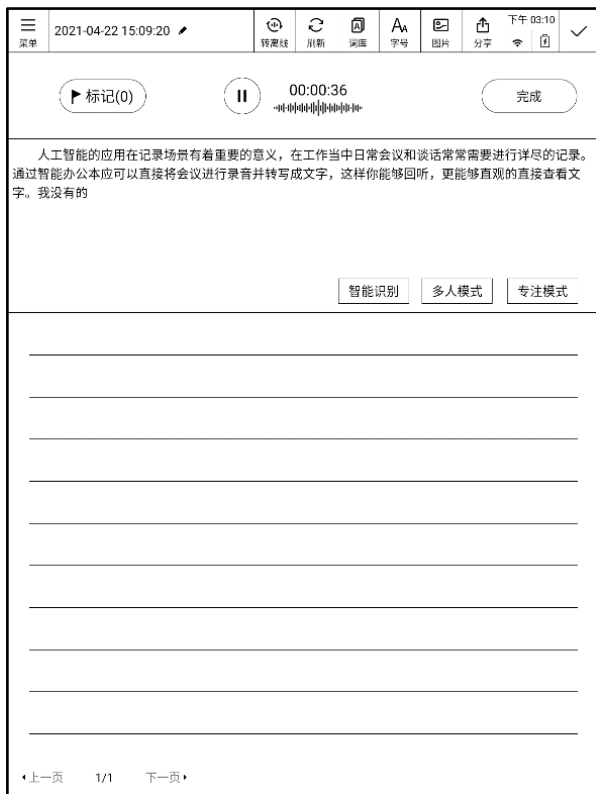 菜单
2021-04-22 15:09:20
转离线
刷新
词库
字号
图片
分享
下午 03:10
标记(0)
00:00:36
完成
人工智能的应用在记录场景有着重要的意义，在工作当中日常会议和谈话常常需要进行详尽的记录。
通过智能办公本应可以直接将会议进行录音并转写成文字，这样你能够回听，更能够直观的直接查看文
字。我没有的
智能识别
多人模式
专注模式
上一页
1/1
下一页